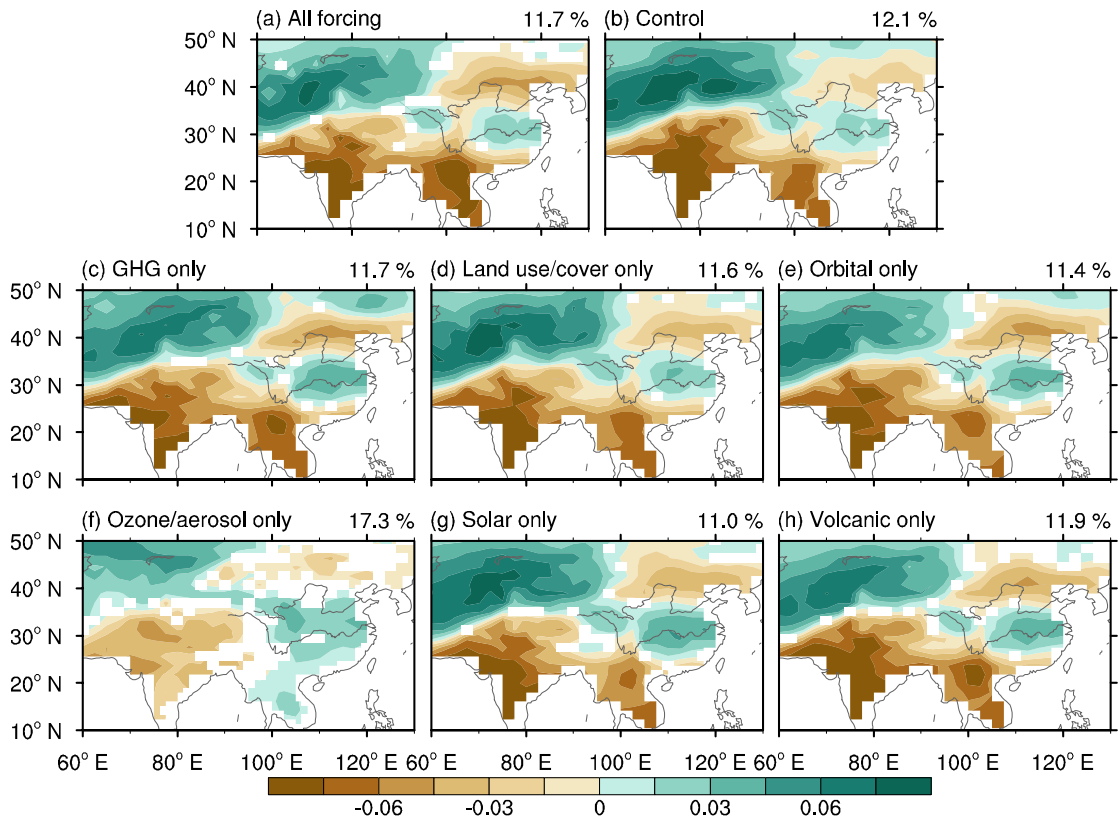 (a) All forcing 11.7 % (b) Control 12.1 %
50° N
40° N
30° N
20° N
10° N
(c) GHG only 11.7 % (d) Land use/cover only 11.6 % (e) Orbital only 11.4 %
50° N
40° N
30° N
20° N
10° N
(f) Ozone/aerosol only 17.3 % (g) Solar only 11.0 % (h) Volcanic only 11.9 %
50° N
40° N
30° N
20° N
10° N
60° E 80° E 100° E 120° E 60° E 80° E 100° E 120° E 60° E 80° E 100° E 120° E
-0.06 -0.03 0 0.03 0.06